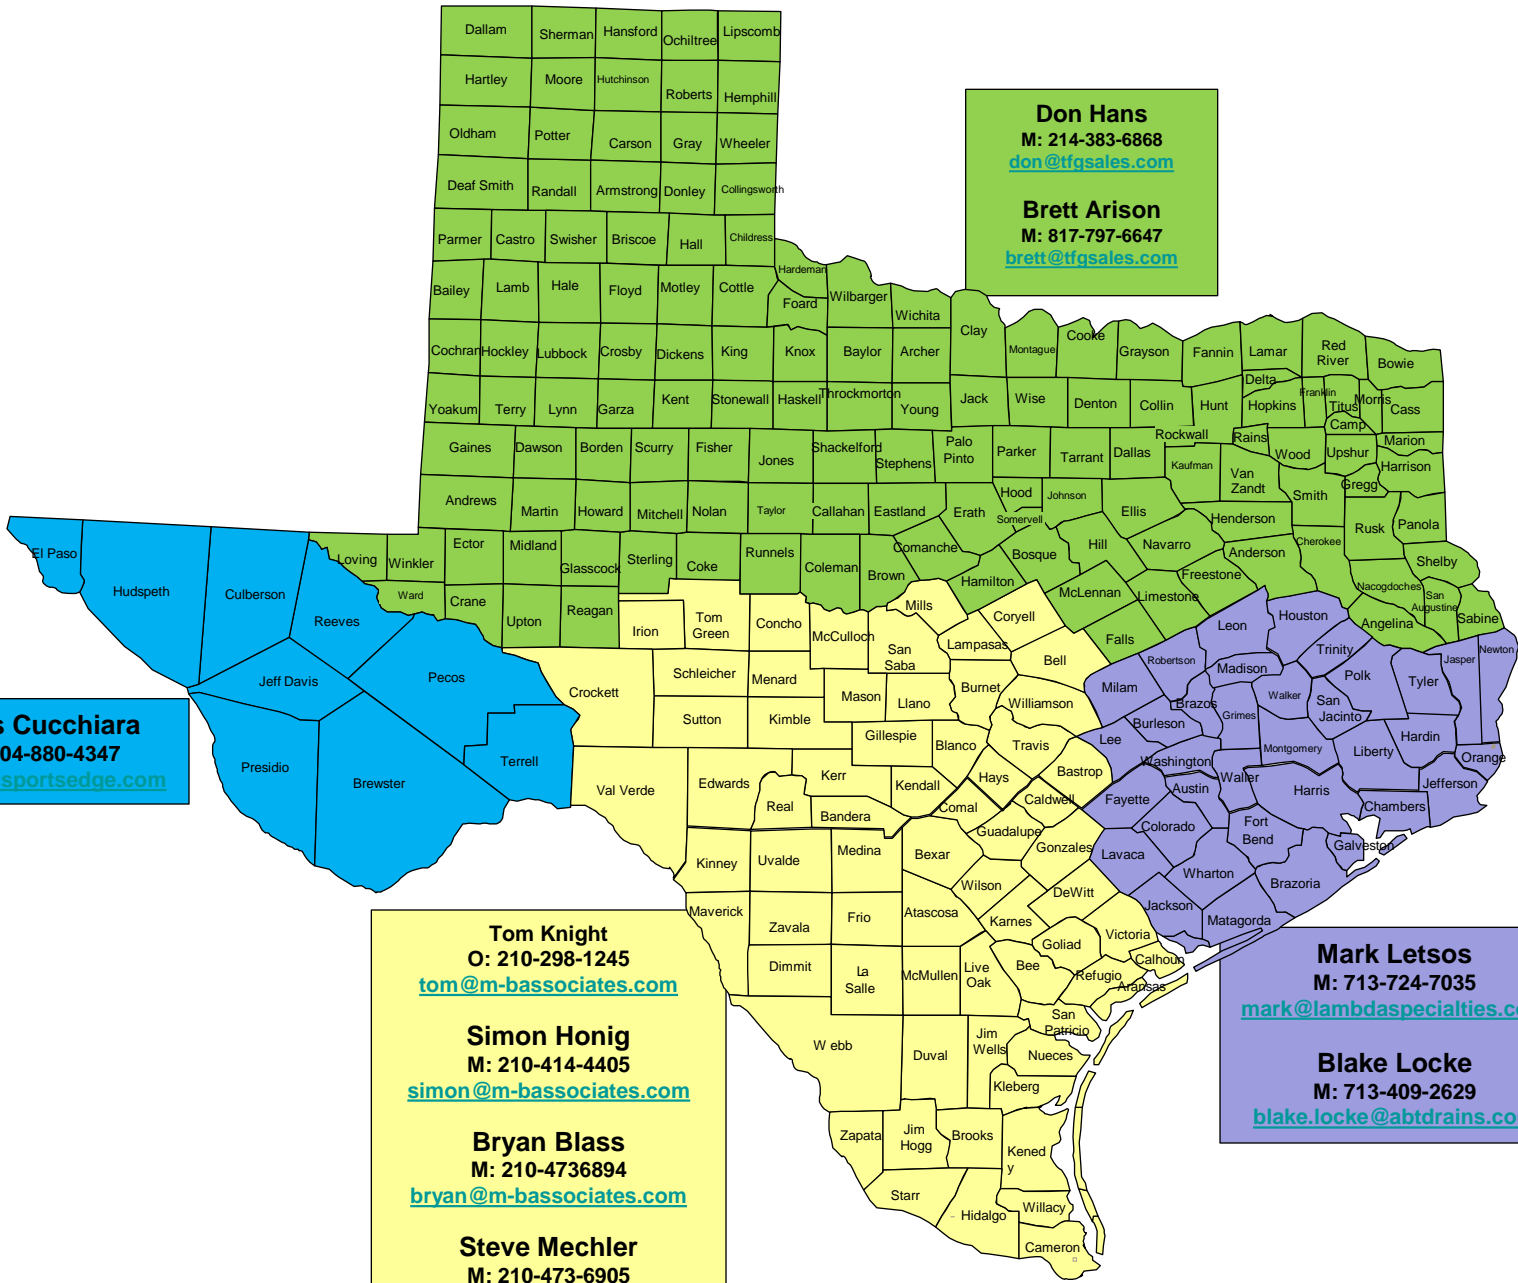 Dallam
Sherman
Hansford
Ochiltree
Lipscomb
Hartley
Moore
Hutchinson
Roberts
Hemphill
Oldham
Potter
Carson
Gray
Wheeler
Deaf Smith
Randall
Armstrong
Donley
Collingsworth
Parmer
Castro
Swisher
Briscoe
Hall
Childress
Bailey
Lamb
Hale
Floyd
Motley
Cottle
Hardeman
Foard
Wilbarger
Wichita
Clay
Cochran
Hockley
Lubbock
Crosby
Dickens
King
Knox
Baylor
Archer
Montague
Cooke
Grayson
Fannin
Lamar
Red
River
Bowie
Yoakum
Terry
Lynn
Garza
Kent
Stonewall
Haskell
Throckmorton
Young
Jack
Wise
Denton
Collin
Hunt
Delta
Hopkins
Franklin
Titus
Morris
Cass
Camp
Gaines
Dawson
Borden
Scurry
Fisher
Jones
Shackelford
Stephens
Palo
Pinto
Parker
Tarrant
Dallas
Rockwall
Kaufman
Rains
Van
Zandt
Wood
Upshur
Marion
Harrison
Gregg
Smith
Andrews
Martin
Howard
Mitchell
Nolan
Taylor
Callahan
Eastland
Erath
Hood
Somervell
Johnson
Ellis
Henderson
Rusk
Panola
Cherokee
Loving
Winkler
Ector
Midland
Glasscock
Sterling
Coke
Runnels
Coleman
Brown
Comanche
Hamilton
Bosque
Hill
Navarro
Anderson
Freestone
Limestone
McLennan
Falls
Shelby
Nacogdoches
San
Augustine
Sabine
Angelina
Ward
Crane
Upton
Reagan
Don Hans
M: 214-383-6868
don@tfgsales.com
Brett Arison
M: 817-797-6647
brett@tfgsales.com
El Paso
Hudspeth
Culberson
Reeves
Jeff Davis
Pecos
Presidio
Brewster
Terrell
s Cucchiara
04-880-4347
sportsedge.com
Irion
Tom
Green
Concho
McCulloch
Mills
San
Saba
Lampasas
Coryell
Bell
Crockett
Schleicher
Menard
Mason
Llano
Burnet
Williamson
Sutton
Kimble
Gillespie
Blanco
Travis
Bastrop
Val Verde
Edwards
Real
Kerr
Bandera
Kendall
Comal
Hays
Caldwell
Guadalupe
Gonzales
Kinney
Uvalde
Medina
Bexar
Wilson
DeWitt
Maverick
Zavala
Frio
Atascosa
Karnes
Goliad
Victoria
Calhoun
Dimmit
La
Salle
McMullen
Live
Oak
Bee
Refugio
Aransas
San
Patricio
W ebb
Duval
Jim
Wells
Nueces
Kleberg
Zapata
Jim
Hogg
Brooks
Kened
y
Starr
Hidalgo
Willacy
Cameron
Tom Knight
O: 210-298-1245
tom@m-bassociates.com
Simon Honig
M: 210-414-4405
simon@m-bassociates.com
Bryan Blass
M: 210-4736894
bryan@m-bassociates.com
Steve Mechler
M: 210-473-6905
Leon
Houston
Trinity
Robertson
Madison
Walker
Polk
Tyler
Jasper
Newton
Milam
Brazos
Grimes
San
Jacinto
Burleson
Lee
Washington
Montgomery
Liberty
Hardin
Orange
Jefferson
Chambers
Waller
Harris
Austin
Fayette
Colorado
Fort
Bend
Galveston
Lavaca
Wharton
Brazoria
Jackson
Matagorda
Mark Letsos
M: 713-724-7035
mark@lambdaspecialties.c
Blake Locke
M: 713-409-2629
blake.locke@abtdrains.co